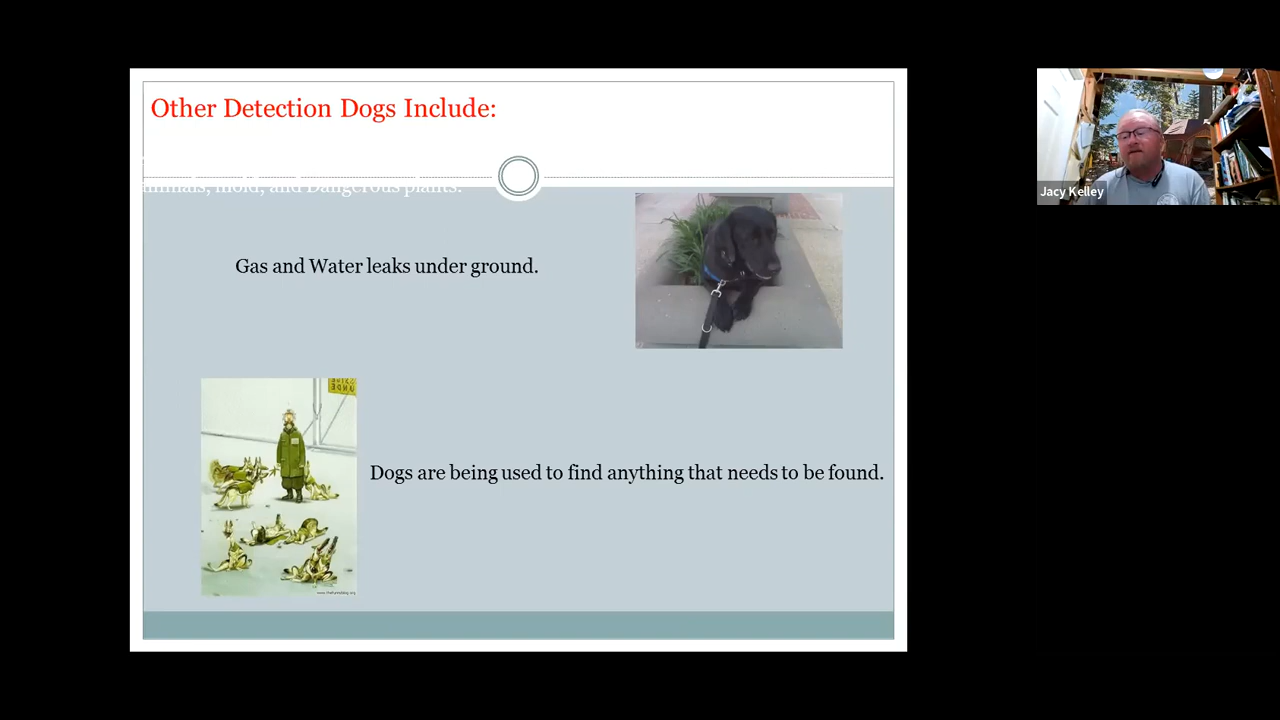 Other Detection Dogs Include:
mold, and Dangerous plants.
Gas and Water leaks under ground.
Dogs are being used to find anything that needs to be found.
Jacy Kelley